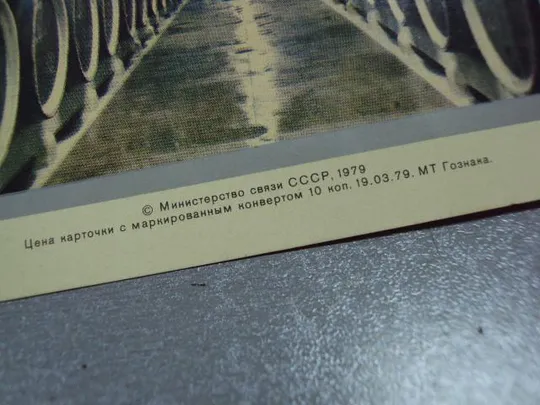 © Министерство связи СССР, 1979
Цена карточки с маркированным конвертом 10 коп. 19.03.79. МТ Гознака.